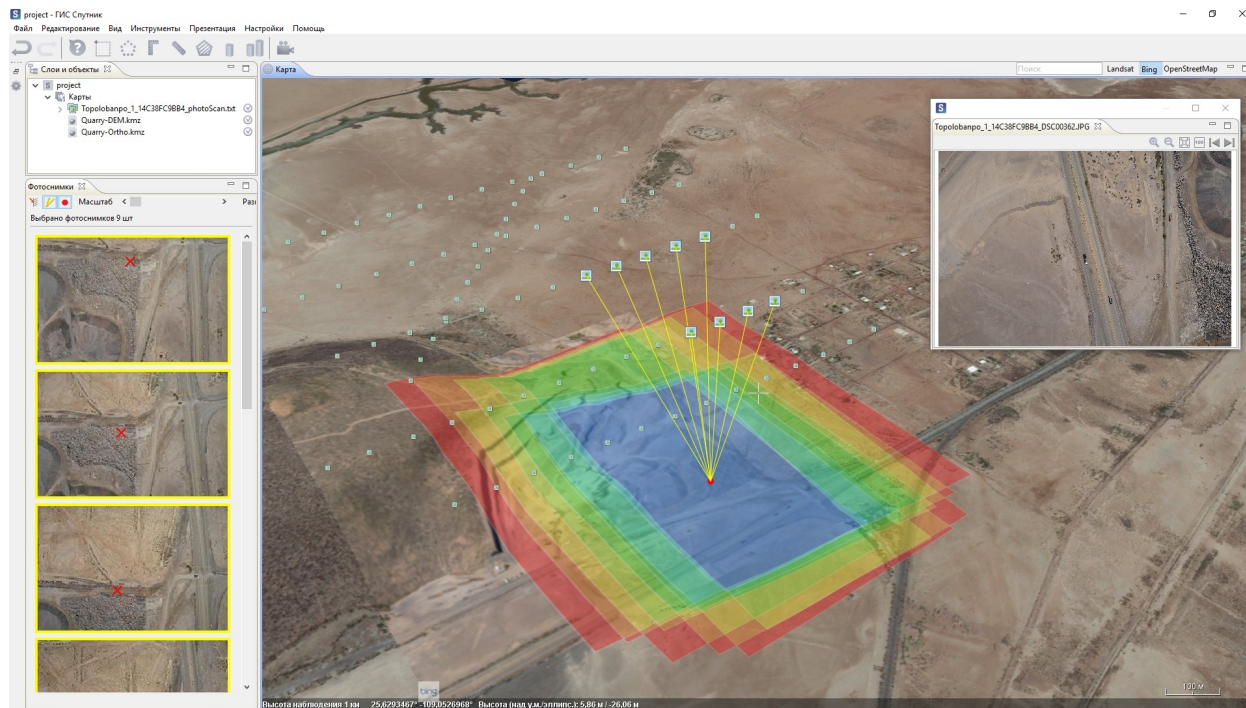 project - ГИС Спутник
Файл Редактирование Вид Инструменты Презентация Настройки Помощь
Слои и объекты
project
Карты
Topolobanpo_1_14C38FC9BB4_photoScan.txt
Quarry-DEM.kmz
Quarry-Ortho.kmz
Фотоснимки
Масштаб
Выбрано фотоснимков 9 шт
Карта
Поиск
Landsat Bing OpenStreetMap
Topolobanpo_1_14C38FC9BB4_DSC00362.JPG
100
bing
100 м
Высота наблюдения 1 км 25,6293467° -109,0526968° Высота (над у.м./эллипс.): 5,86 м / -26,06 м